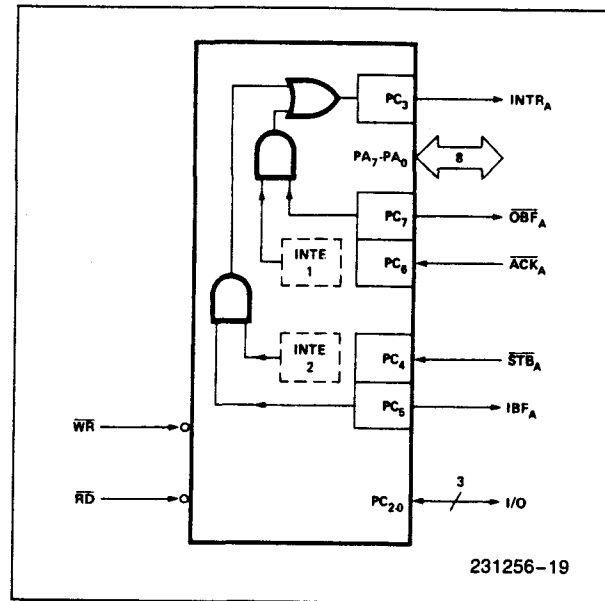 PC3 INTRA
PA7-PA0 8
PC7 OBFA
INTE 1
PC6 ACKA
INTE 2
PC4 STBA
PC5 IBFA
WR
RD
3
PC2-0 I/O
231256-19